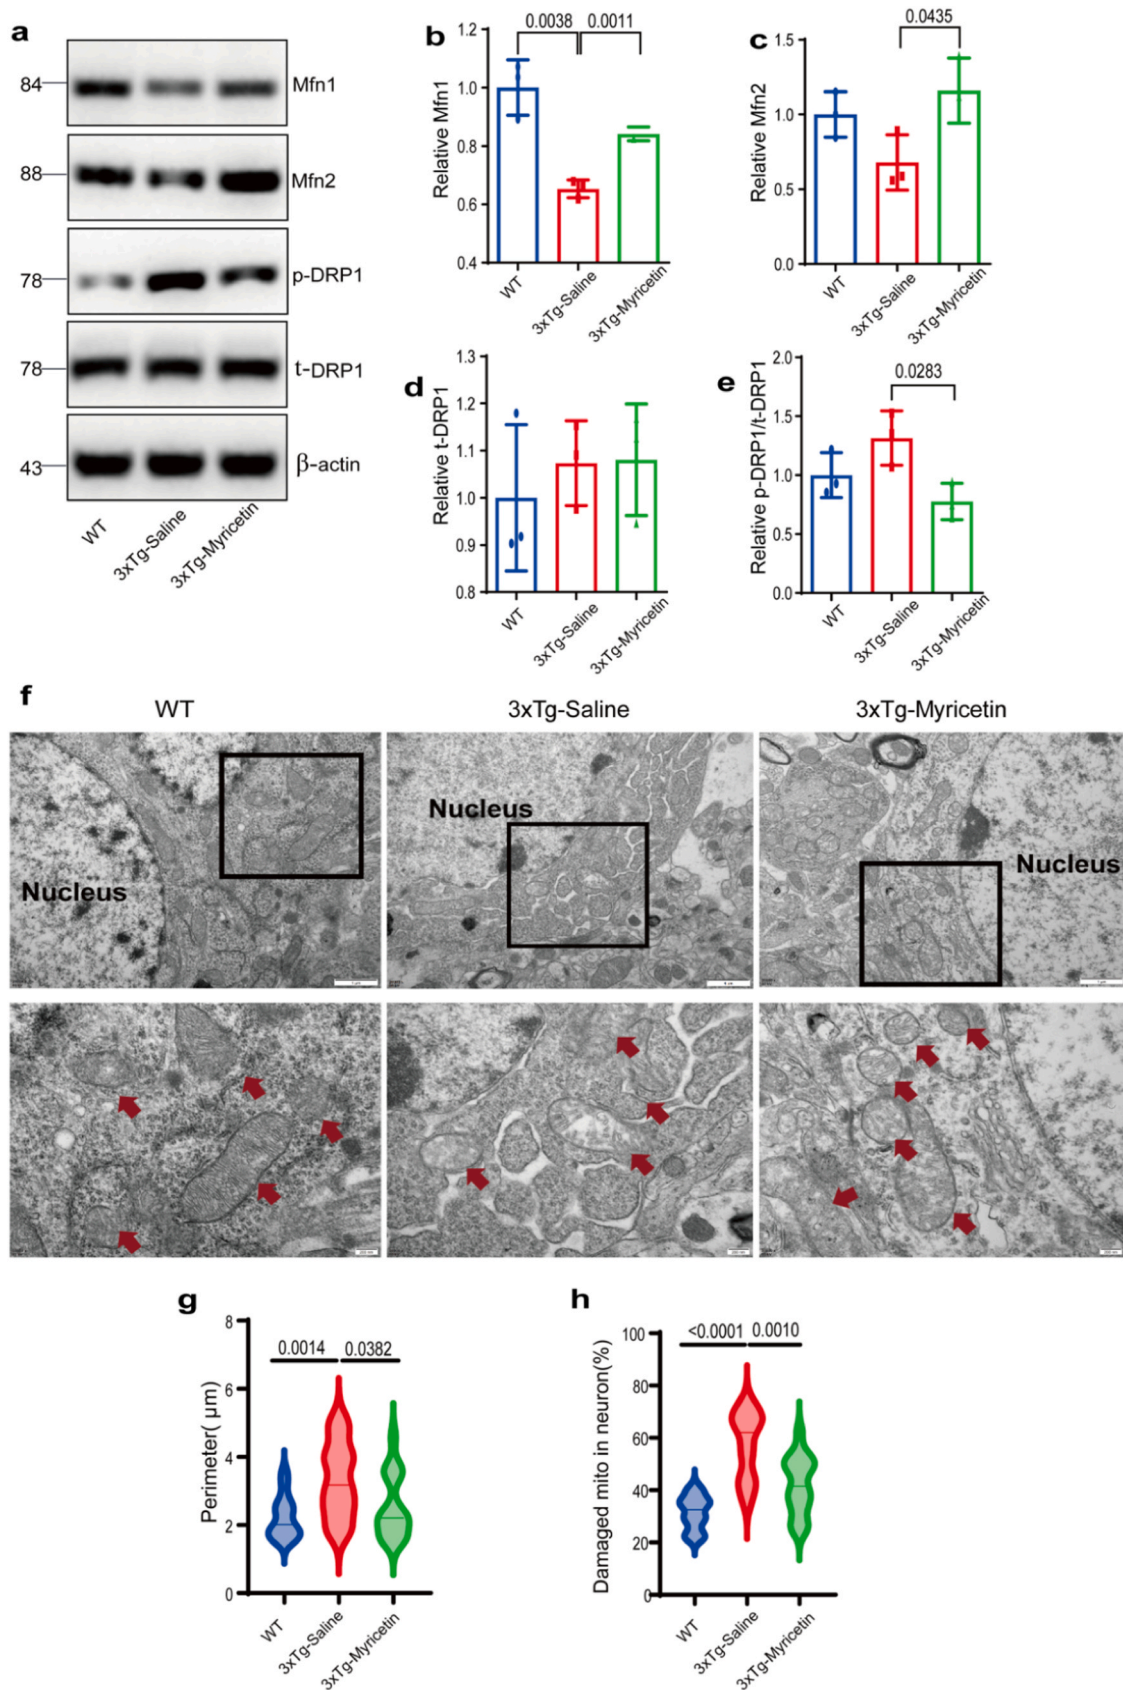 a
84
Mfn1
88
Mfn2
78
p-DRP1
78
t-DRP1
43
β-actin
WT
3xTg-Saline
3xTg-Myricetin
b
0.0038
0.0011
Relative Mfn1
1.2
1.0
0.8
0.6
0.4
WT
3xTg-Saline
3xTg-Myricetin
c
0.0435
Relative Mfn2
1.5
1.0
0.5
0.0
WT
3xTg-Saline
3xTg-Myricetin
d
Relative t-DRP1
1.3
1.2
1.1
1.0
0.9
0.8
WT
3xTg-Saline
3xTg-Myricetin
e
0.0283
Relative p-DRP1/t-DRP1
2.0
1.5
1.0
0.5
0.0
WT
3xTg-Saline
3xTg-Myricetin
f
WT
3xTg-Saline
3xTg-Myricetin
Nucleus
Nucleus
Nucleus
g
0.0014
0.0382
Perimeter( μm)
8
6
4
2
0
WT
3xTg-Saline
3xTg-Myricetin
h
<0.0001
0.0010
Damaged mito in neuron(%)
100
80
60
40
20
0
WT
3xTg-Saline
3xTg-Myricetin